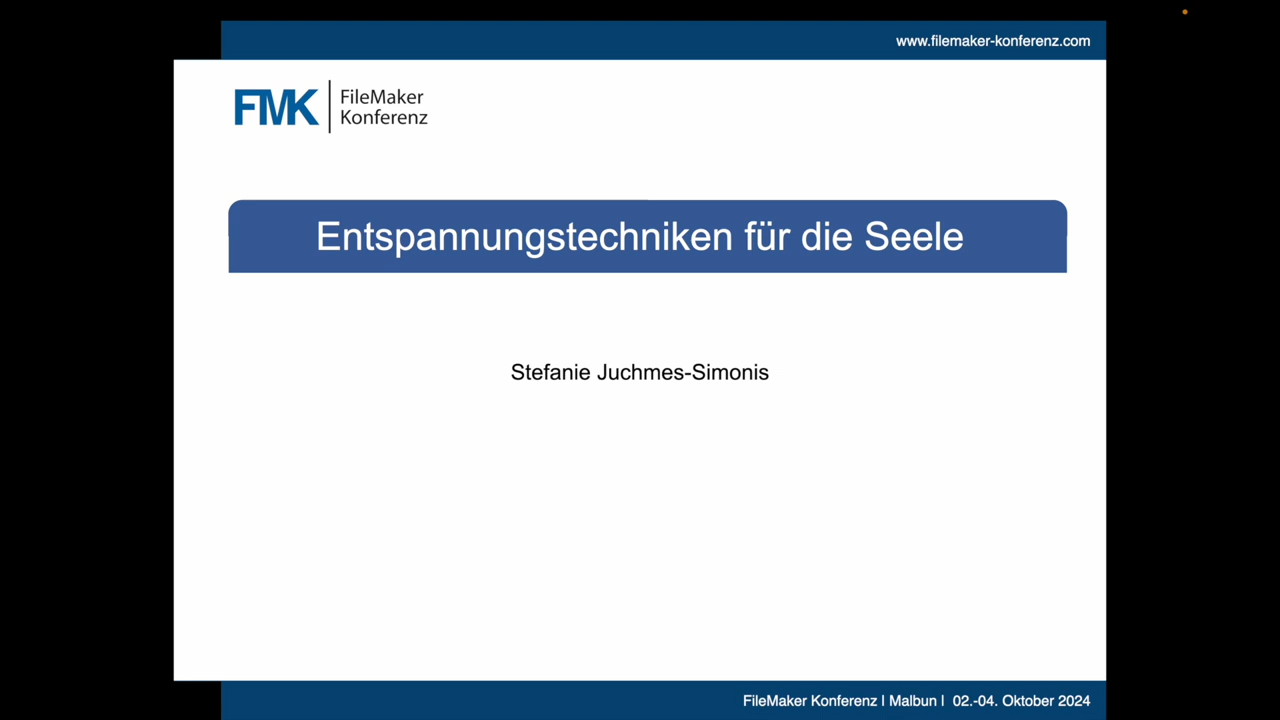 www.filemaker-konferenz.com
FMK
FileMaker
Konferenz
Entspannungstechniken für die Seele
Stefanie Juchmes-Simonis
FileMaker Konferenz I Malbun I 02.-04. Oktober 2024